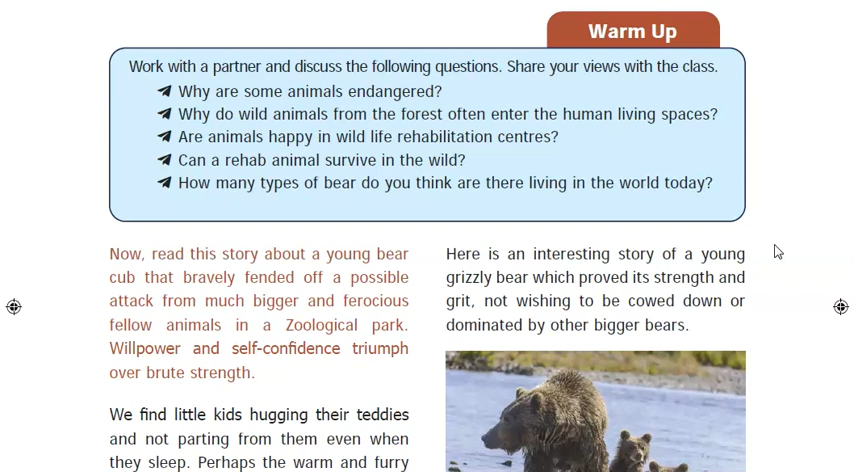 Warm Up
Work with a partner and discuss the following questions. Share your views with the class.
Why are some animals endangered?
Why do wild animals from the forest often enter the human living spaces?
Are animals happy in wild life rehabilitation centres?
Can a rehab animal survive in the wild?
How many types of bear do you think are there living in the world today?
Now, read this story about a young bear
cub that bravely fended off a possible
attack from much bigger and ferocious
fellow animals in a Zoological park.
Willpower and self-confidence triumph
over brute strength.
We find little kids hugging their teddies
and not parting from them even when
they sleep. Perhaps the warm and furry
Here is an interesting story of a young
grizzly bear which proved its strength and
grit, not wishing to be cowed down or
dominated by other bigger bears.